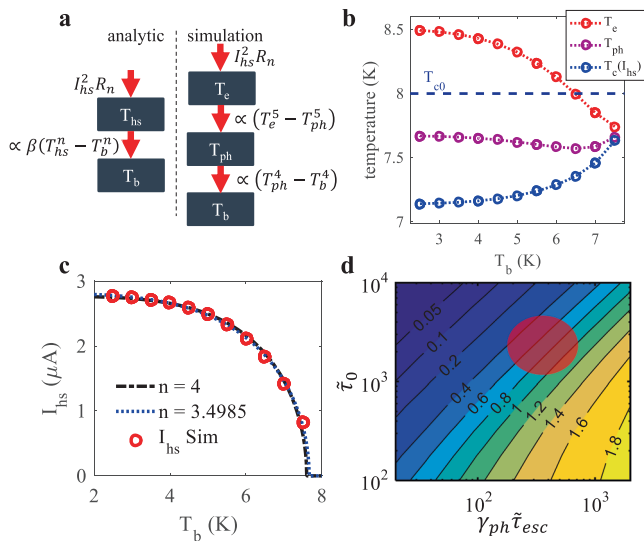 a
analytic
simulation
I²hsRn
I²hsRn
Ths
Te
∝ β(Tⁿhs − Tⁿb)
∝ (T⁵e − T⁵ph)
Tb
Tph
∝ (T⁴ph − T⁴b)
Tb
b
Te
Tph
Tc(Ihs)
Tc0
8.5
8
7.5
7
temperature (K)
3 4 5 6 7
Tb (K)
c
3
2
1
0
Ihs (μA)
n = 4
n = 3.4985
Ihs Sim
2 4 6 8
Tb (K)
d
10⁴
10³
10²
τ̃0
0.05
0.1
0.2
0.4
0.6
0.8
1
1.2
1.4
1.6
1.8
10² 10³
γph τ̃esc